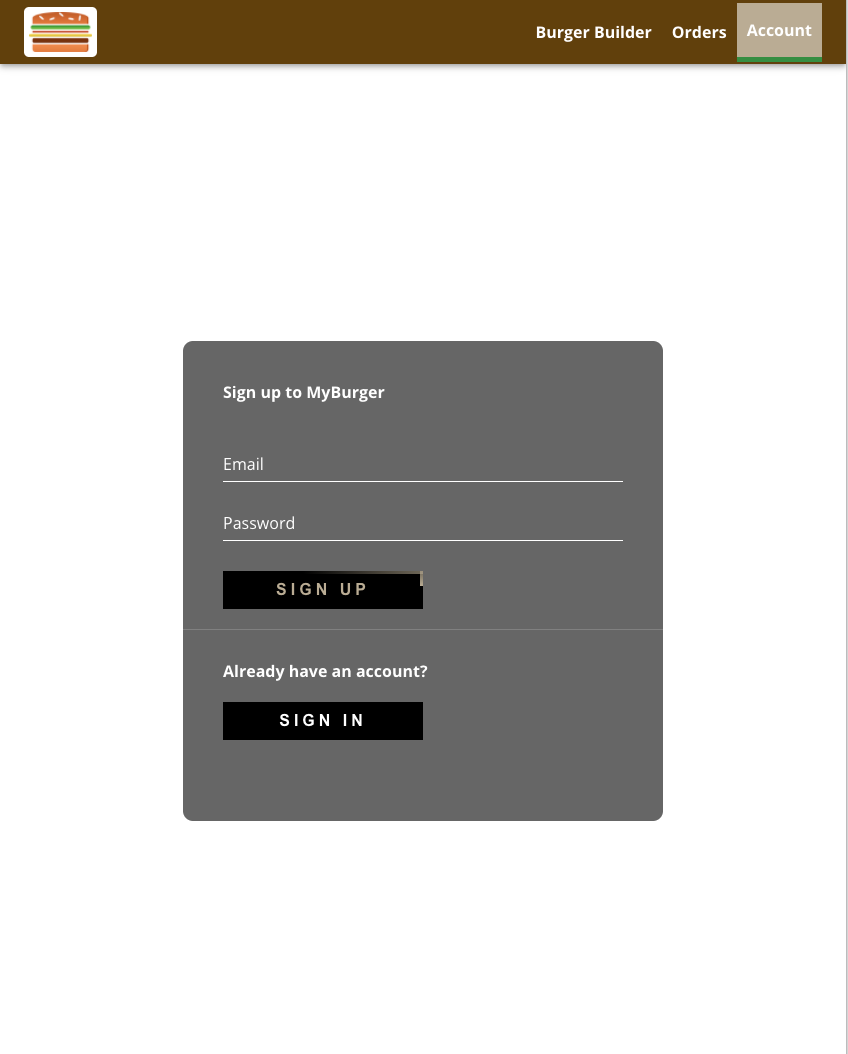 Burger Builder Orders Account
Sign up to MyBurger
Email
Password
SIGN UP
Already have an account?
SIGN IN